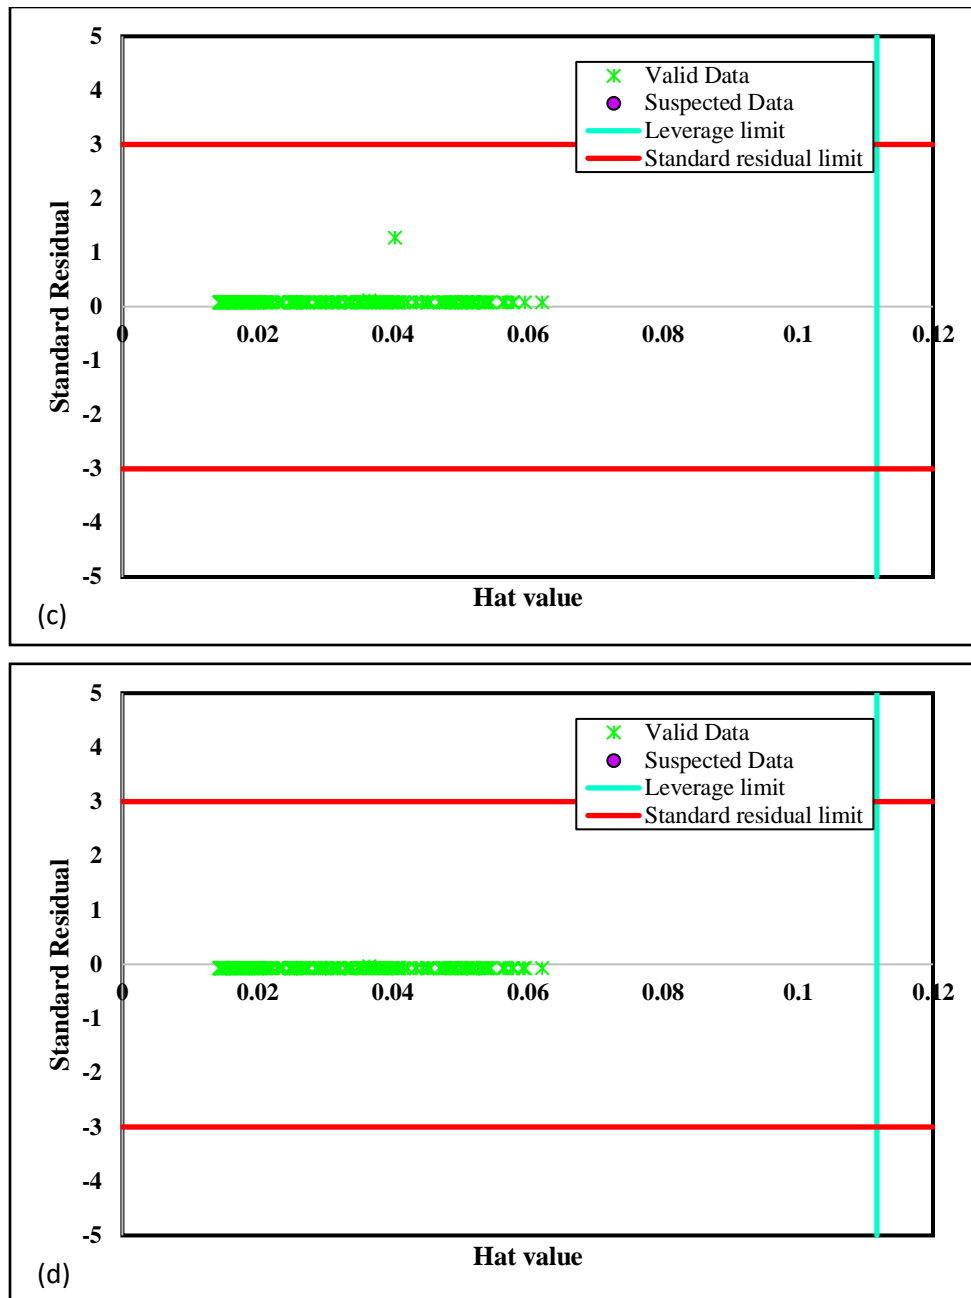 5
4
3
2
1
0
-1
-2
-3
-4
-5
0
0.02
0.04
0.06
0.08
0.1
0.12
Standard Residual
Hat value
Valid Data
Suspected Data
Leverage limit
Standard residual limit
(c)
5
4
3
2
1
0
-1
-2
-3
-4
-5
0
0.02
0.04
0.06
0.08
0.1
0.12
Standard Residual
Hat value
Valid Data
Suspected Data
Leverage limit
Standard residual limit
(d)